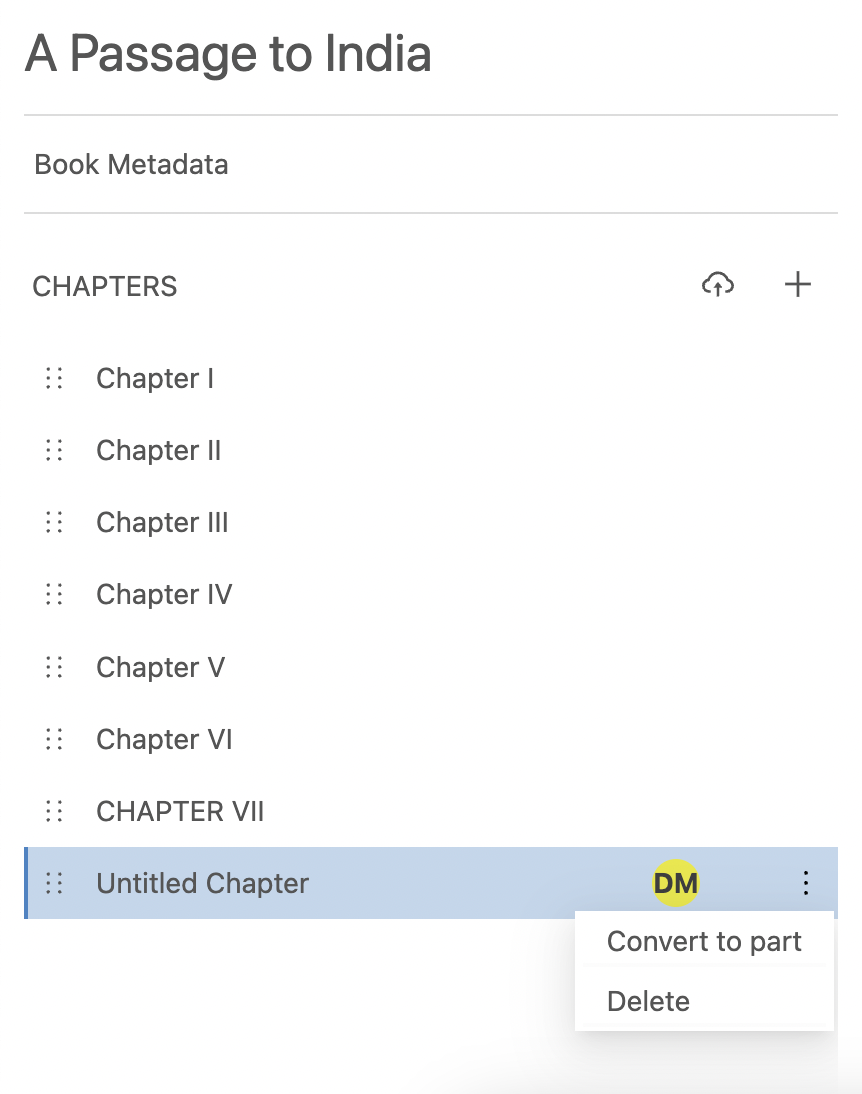 A Passage to India
Book Metadata
CHAPTERS
Chapter I
Chapter II
Chapter III
Chapter IV
Chapter V
Chapter VI
CHAPTER VII
Untitled Chapter DM
Convert to part
Delete